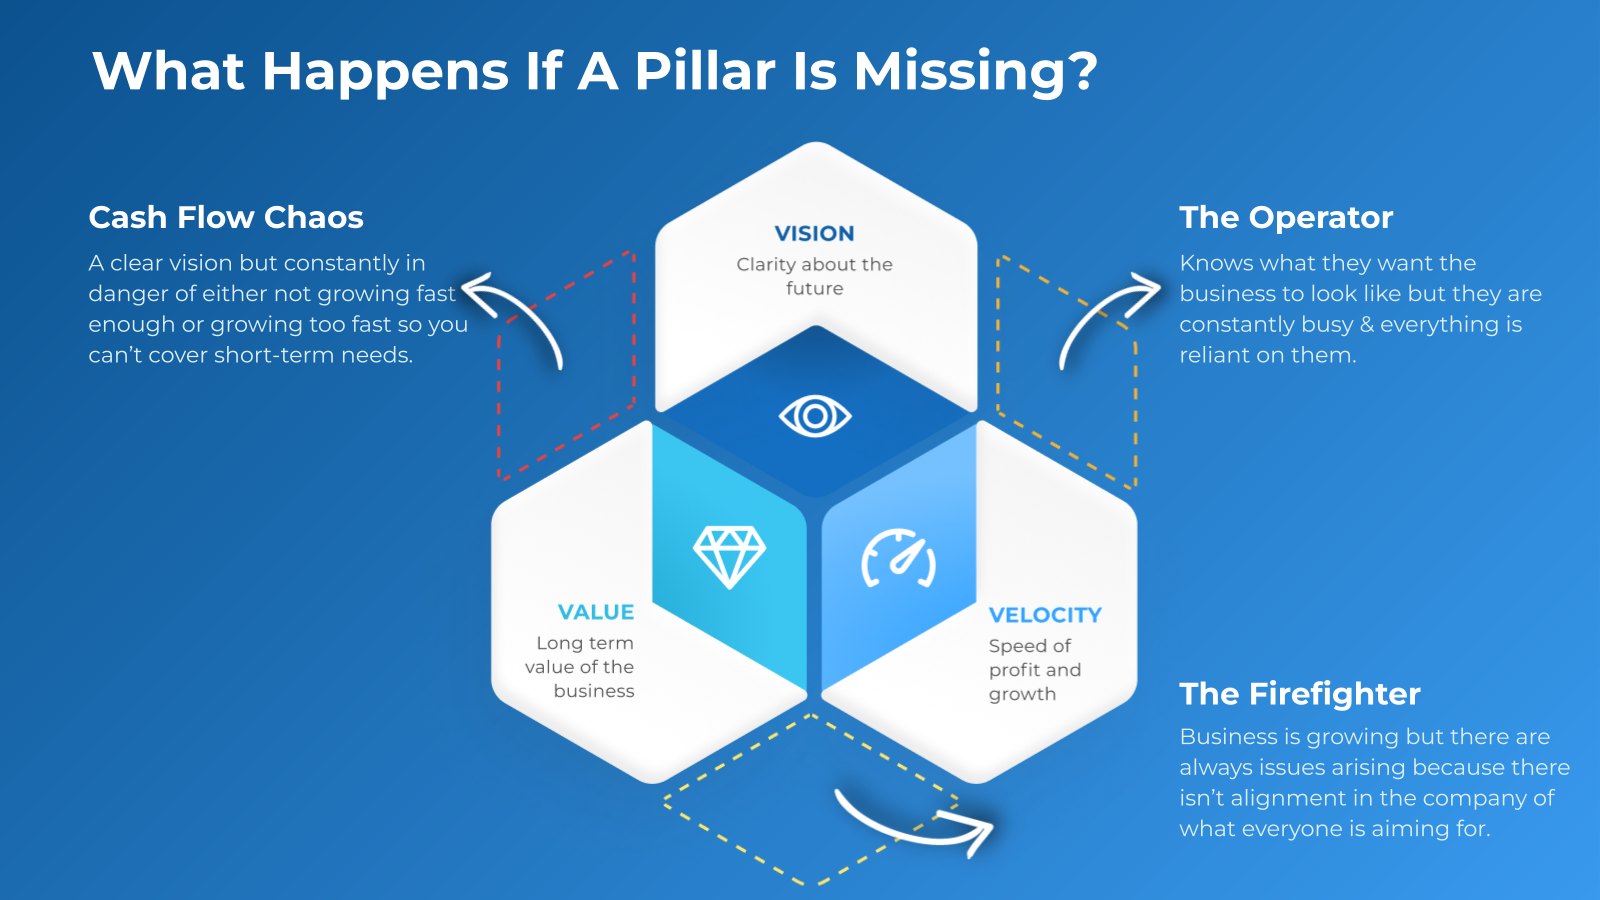 What Happens If A Pillar Is Missing?
Cash Flow Chaos
A clear vision but constantly in
danger of either not growing fast
enough or growing too fast so you
can’t cover short-term needs.
VISION
Clarity about the
future
The Operator
Knows what they want the
business to look like but they are
constantly busy & everything is
reliant on them.
VALUE
Long term
value of the
business
VELOCITY
Speed of
profit and
growth
The Firefighter
Business is growing but there are
always issues arising because there
isn’t alignment in the company of
what everyone is aiming for.